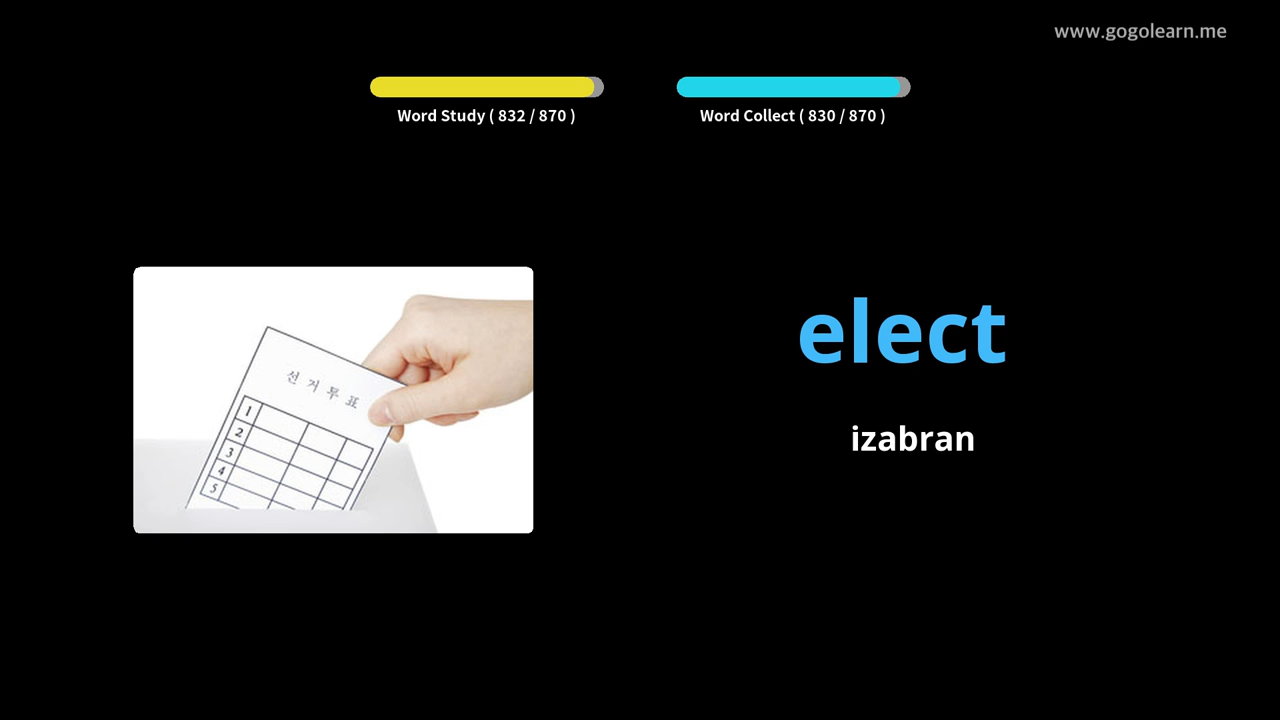 www.gogolearn.me
Word Study ( 832 / 870 )
Word Collect ( 830 / 870 )
선거투표
1
2
3
4
5
elect
izabran